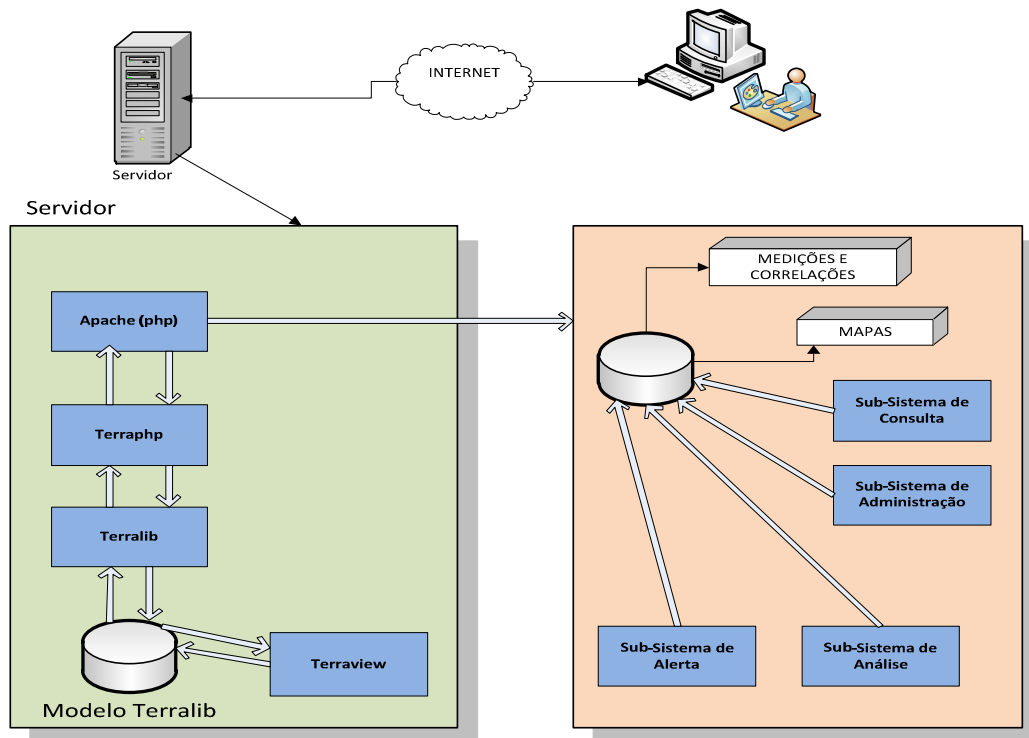 INTERNET
Servidor
Servidor
MEDIÇÕES E
CORRELAÇÕES
Apache (php)
MAPAS
Terraphp
Sub-Sistema de
Consulta
Sub-Sistema de
Administração
Terralib
Terraview
Sub-Sistema de
Alerta
Sub-Sistema de
Análise
Modelo Terralib